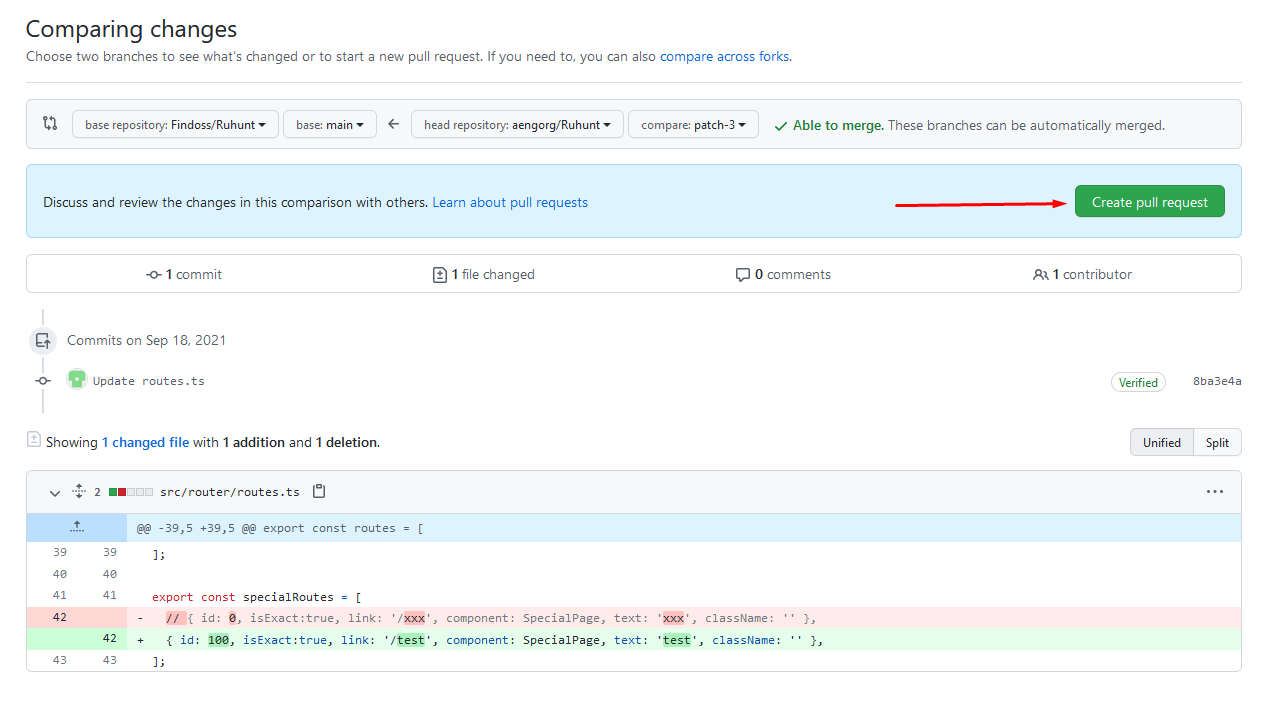 Comparing changes
Choose two branches to see what's changed or to start a new pull request. If you need to, you can also compare across forks.
base repository: Findoss/Ruhunt base: main head repository: aengorg/Ruhunt compare: patch-3 Able to merge. These branches can be automatically merged.
Discuss and review the changes in this comparison with others. Learn about pull requests Create pull request
1 commit 1 file changed 0 comments 1 contributor
Commits on Sep 18, 2021
Update routes.ts Verified 8ba3e4a
Showing 1 changed file with 1 addition and 1 deletion. Unified Split
2 src/router/routes.ts
@@ -39,5 +39,5 @@ export const routes = [
39 39 ];
40 40
41 41 export const specialRoutes = [
42 - // { id: 0, isExact:true, link: '/xxx', component: SpecialPage, text: 'xxx', className: '' },
42 + { id: 100, isExact:true, link: '/test', component: SpecialPage, text: 'test', className: '' },
43 43 ];